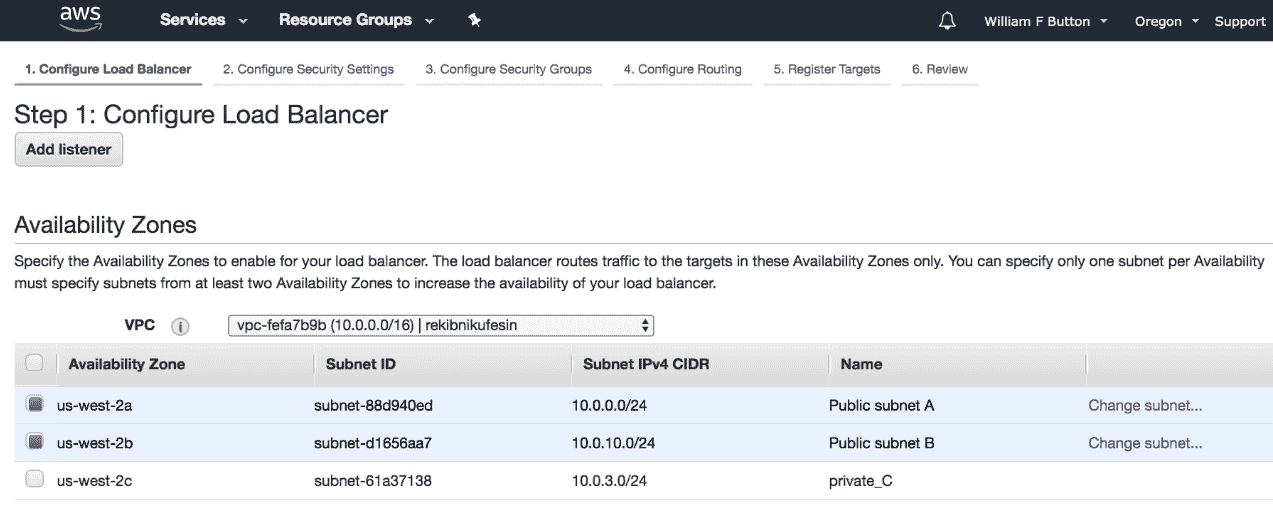 aws Services Resource Groups William F Button Oregon Support
1. Configure Load Balancer 2. Configure Security Settings 3. Configure Security Groups 4. Configure Routing 5. Register Targets 6. Review
Step 1: Configure Load Balancer
Add listener
Availability Zones
Specify the Availability Zones to enable for your load balancer. The load balancer routes traffic to the targets in these Availability Zones only. You can specify only one subnet per Availability
must specify subnets from at least two Availability Zones to increase the availability of your load balancer.
VPC i vpc-fefa7b9b (10.0.0.0/16) | rekibnikufesin
Availability Zone Subnet ID Subnet IPv4 CIDR Name
us-west-2a subnet-88d940ed 10.0.0.0/24 Public subnet A Change subnet...
us-west-2b subnet-d1656aa7 10.0.10.0/24 Public subnet B Change subnet...
us-west-2c subnet-61a37138 10.0.3.0/24 private_C